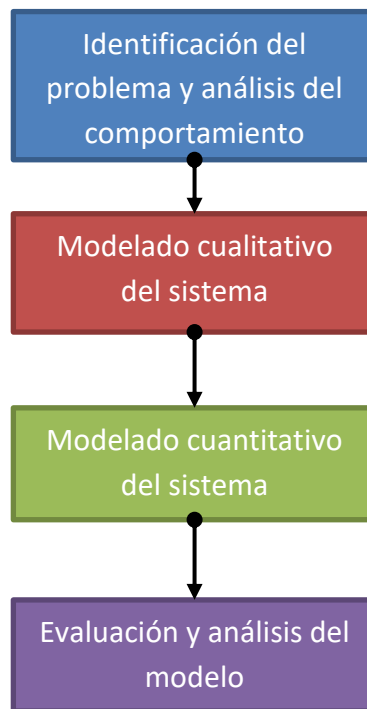 Identificación del
problema y análisis del
comportamiento
Modelado cualitativo
del sistema
Modelado cuantitativo
del sistema
Evaluación y análisis del
modelo